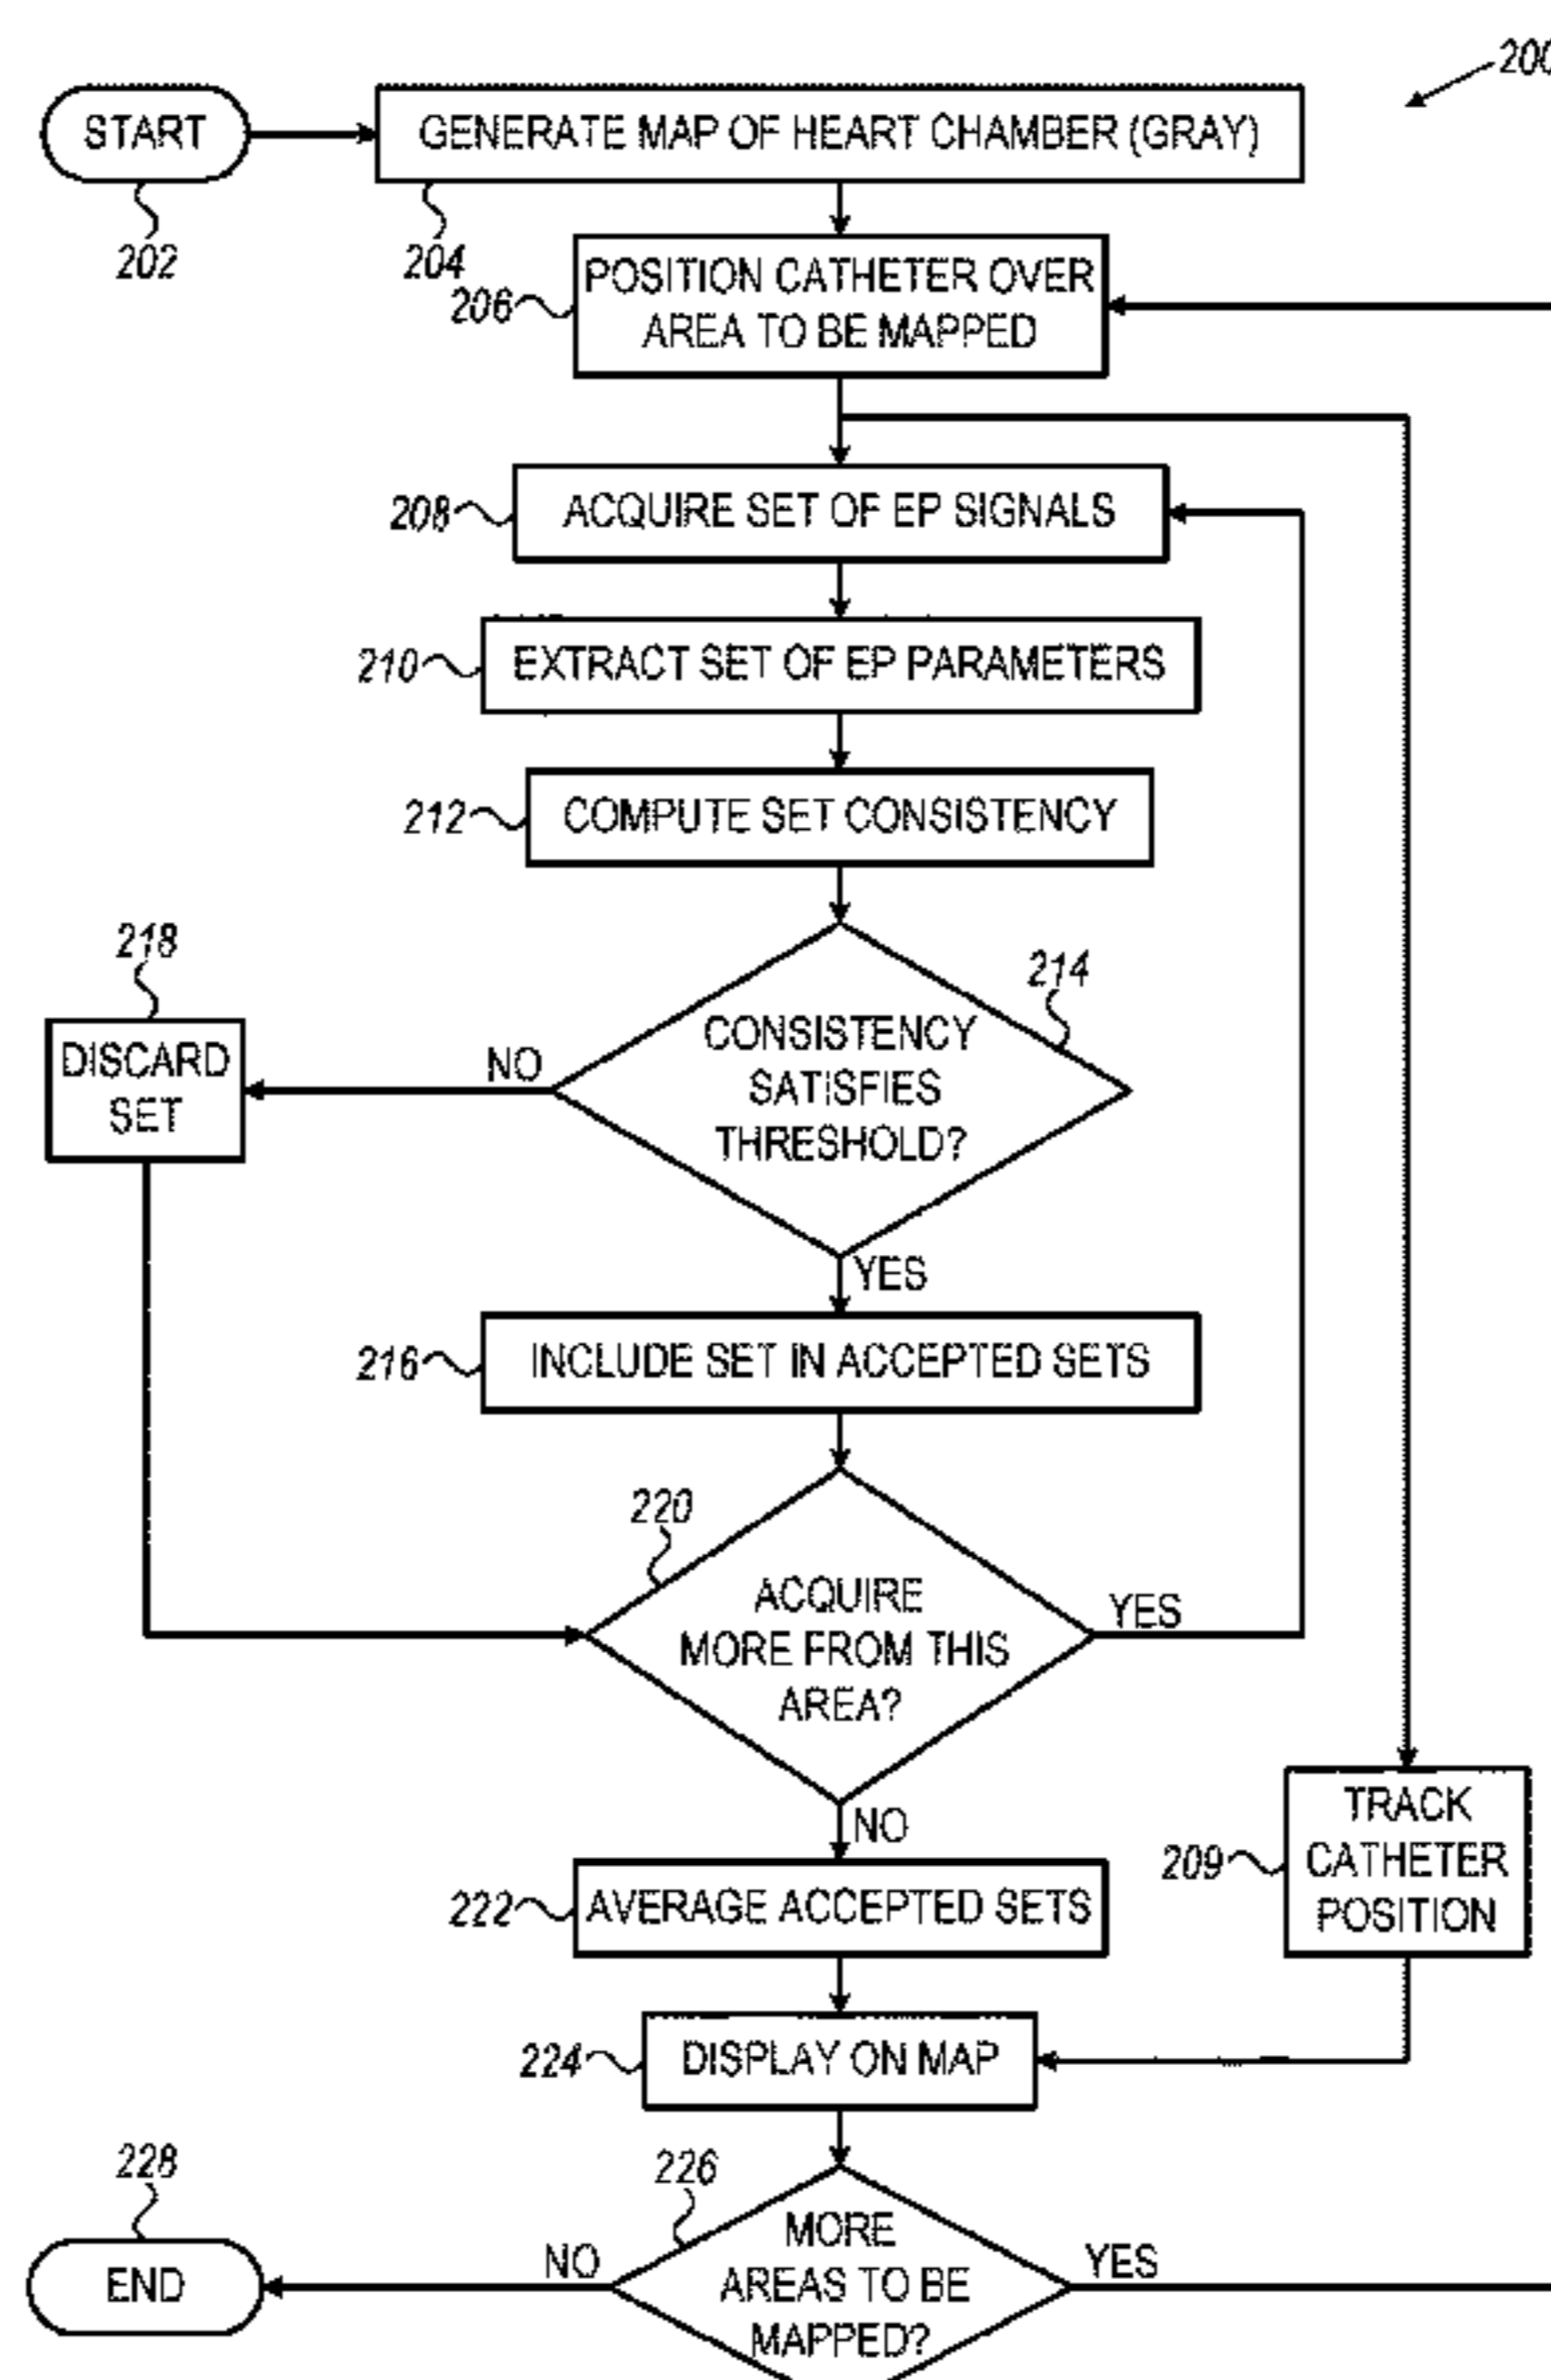 200
START
GENERATE MAP OF HEART CHAMBER (GRAY)
202
204
206
POSITION CATHETER OVER
AREA TO BE MAPPED
208
ACQUIRE SET OF EP SIGNALS
210
EXTRACT SET OF EP PARAMETERS
212
COMPUTE SET CONSISTENCY
218
214
DISCARD
SET
NO
CONSISTENCY
SATISFIES
THRESHOLD?
YES
216
INCLUDE SET IN ACCEPTED SETS
220
ACQUIRE
MORE FROM THIS
AREA?
YES
NO
209
TRACK
CATHETER
POSITION
222
AVERAGE ACCEPTED SETS
224
DISPLAY ON MAP
228
226
END
NO
MORE
AREAS TO BE
MAPPED?
YES